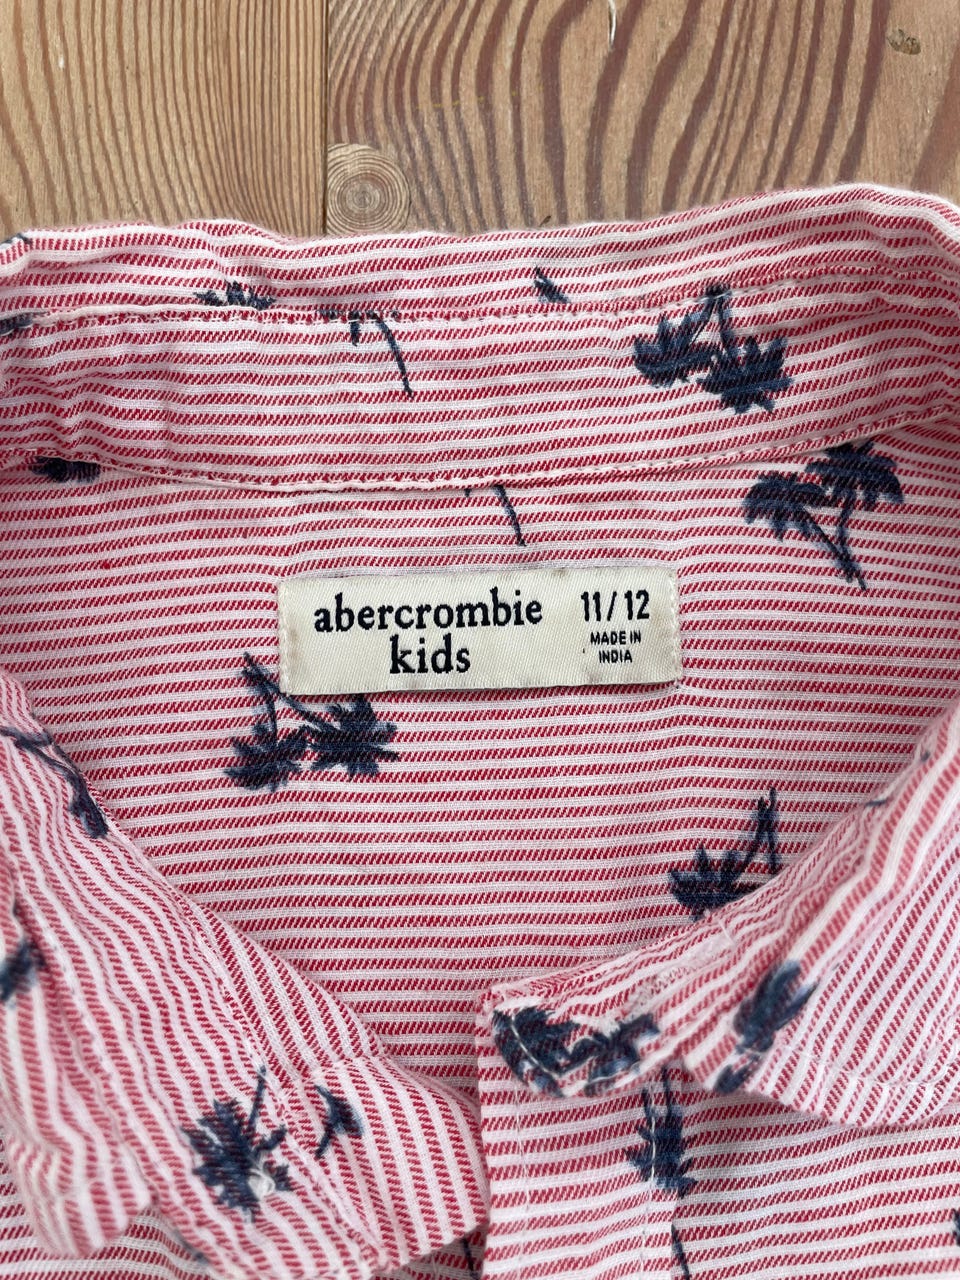 abercrombie
kids
11/12
MADE IN
INDIA